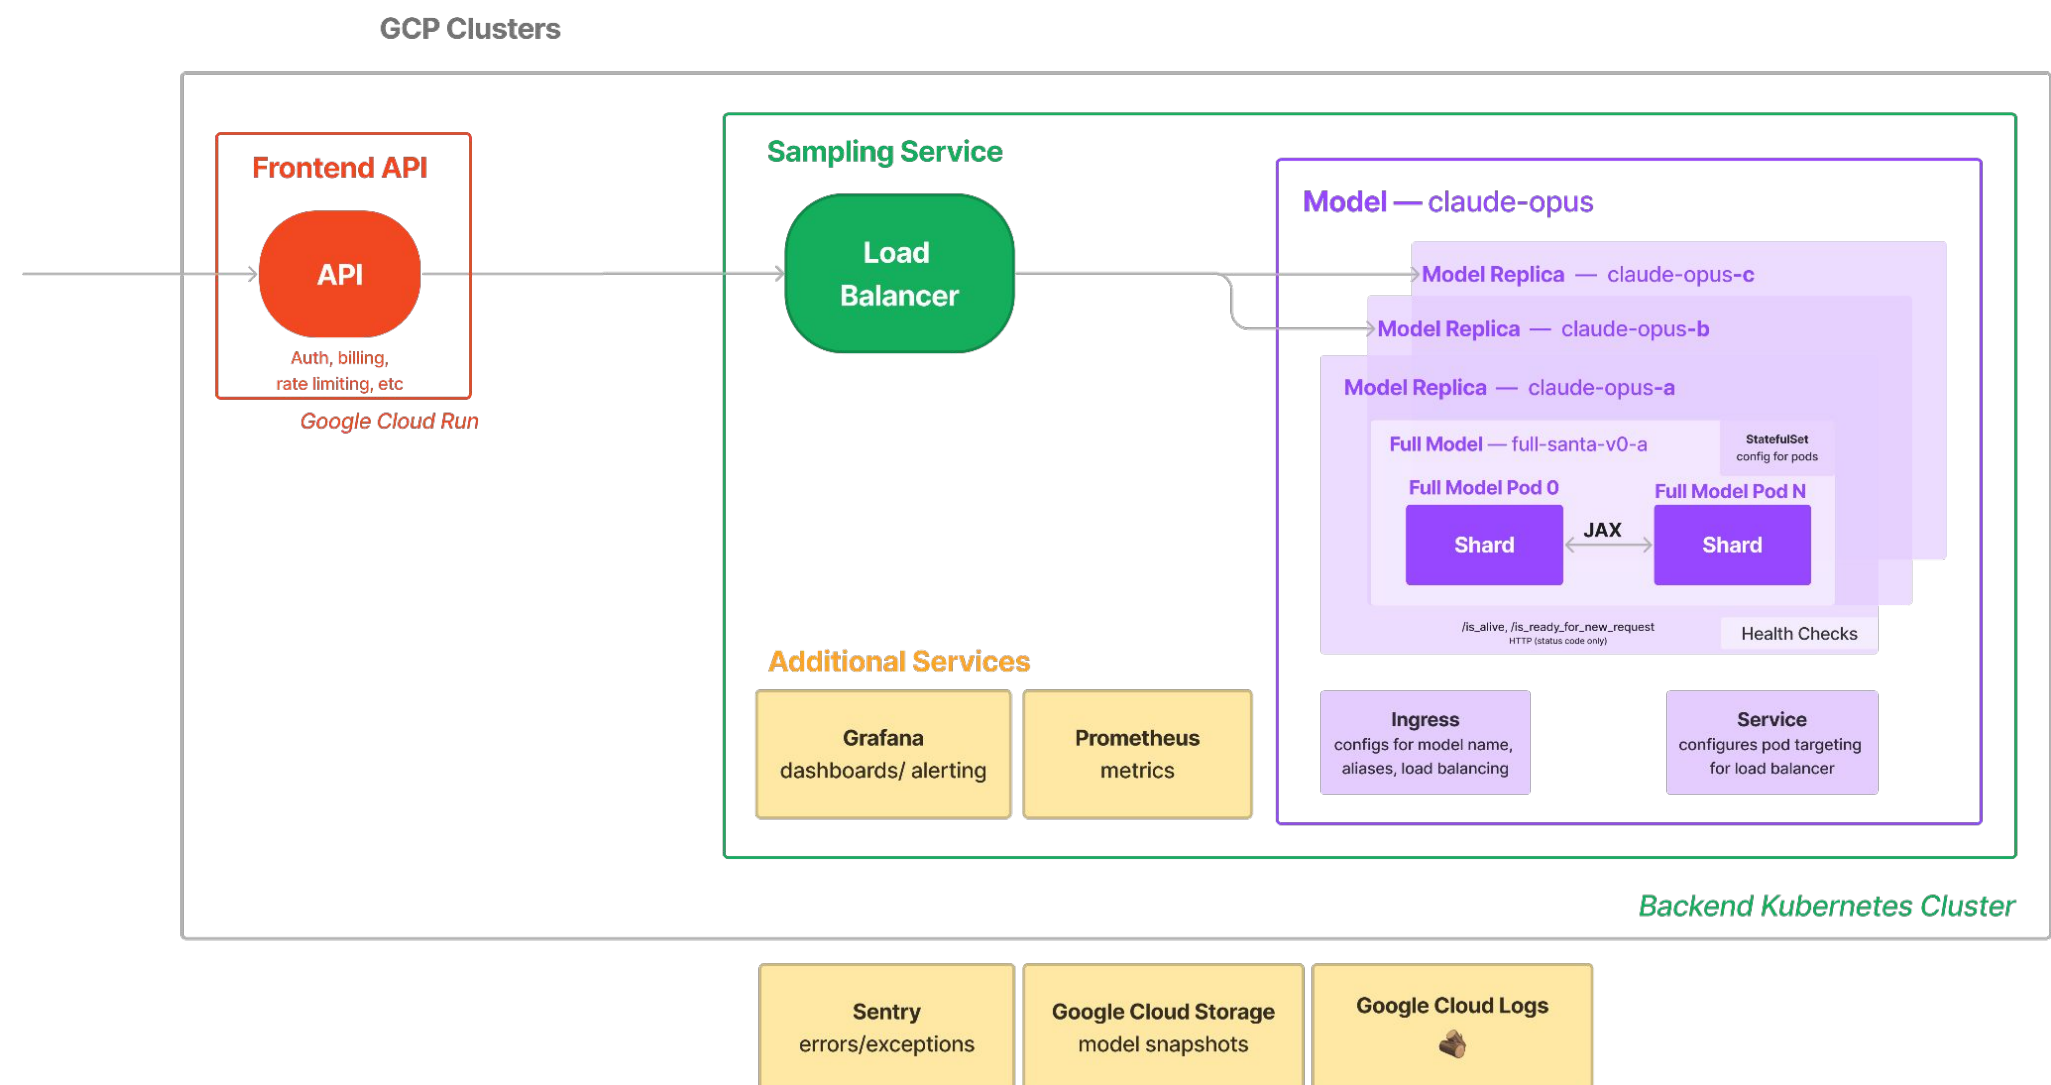 GCP Clusters
Frontend API
API
Auth, billing,
rate limiting, etc
Google Cloud Run
Sampling Service
Load
Balancer
Model — claude-opus
Model Replica — claude-opus-c
Model Replica — claude-opus-b
Model Replica — claude-opus-a
Full Model — full-santa-v0-a
StatefulSet
config for pods
Full Model Pod 0
Full Model Pod N
Shard
JAX
Shard
/is_alive, /is_ready_for_new_request
HTTP (status code only)
Health Checks
Additional Services
Grafana
dashboards/ alerting
Prometheus
metrics
Ingress
configs for model name,
aliases, load balancing
Service
configures pod targeting
for load balancer
Backend Kubernetes Cluster
Sentry
errors/exceptions
Google Cloud Storage
model snapshots
Google Cloud Logs